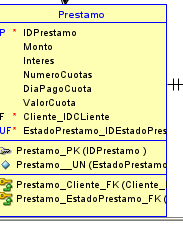 Prestamo
P * IDPrestamo
Monto
Interes
NumeroCuotas
DiaPagoCuota
ValorCuota
F * Cliente_IDCLiente
UF* EstadoPrestamo_IDEstadoPres
Prestamo_PK (IDPrestamo )
Prestamo__UN (EstadoPrestamo
Prestamo_Cliente_FK (Cliente_
Prestamo_EstadoPrestamo_FK (